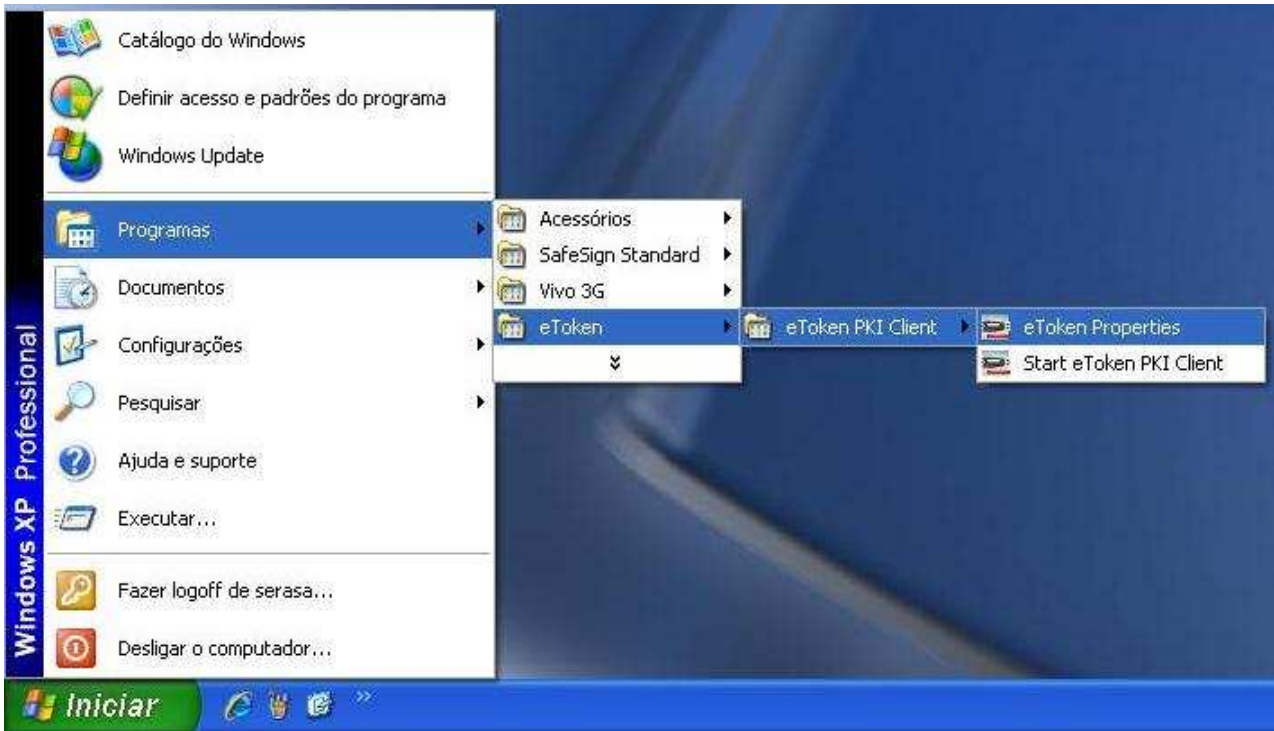 Catálogo do Windows
Definir acesso e padrões do programa
Windows Update
Programas
Documentos
Configurações
Pesquisar
Ajuda e suporte
Executar...
Fazer logoff de serasa...
Desligar o computador...
Windows XP Professional
Acessórios
SafeSign Standard
Vivo 3G
eToken
eToken PKI Client
eToken Properties
Start eToken PKI Client
Iniciar